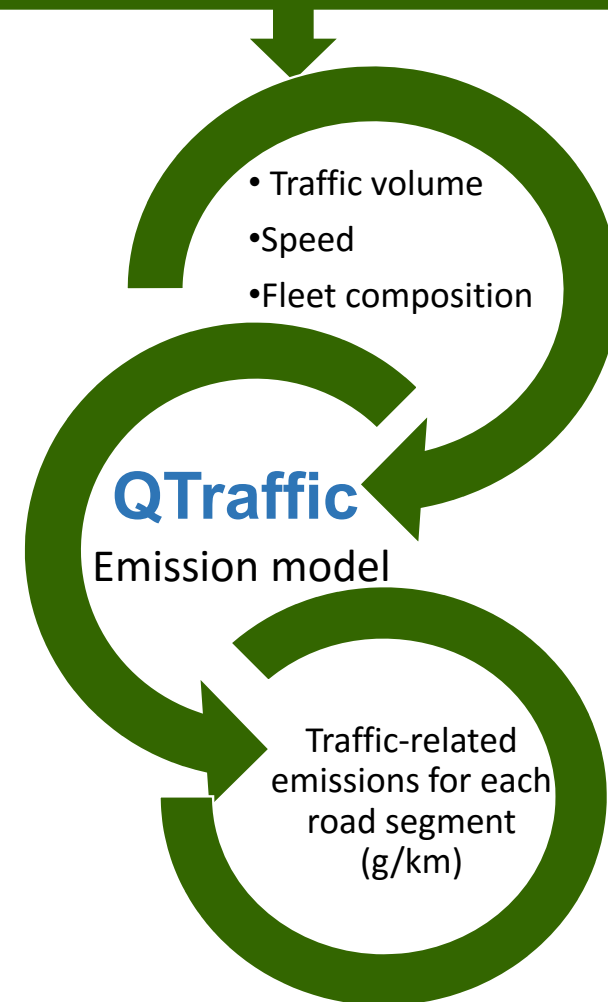 • Traffic volume
•Speed
•Fleet composition
QTraffic
Emission model
Traffic-related
emissions for each
road segment
(g/km)